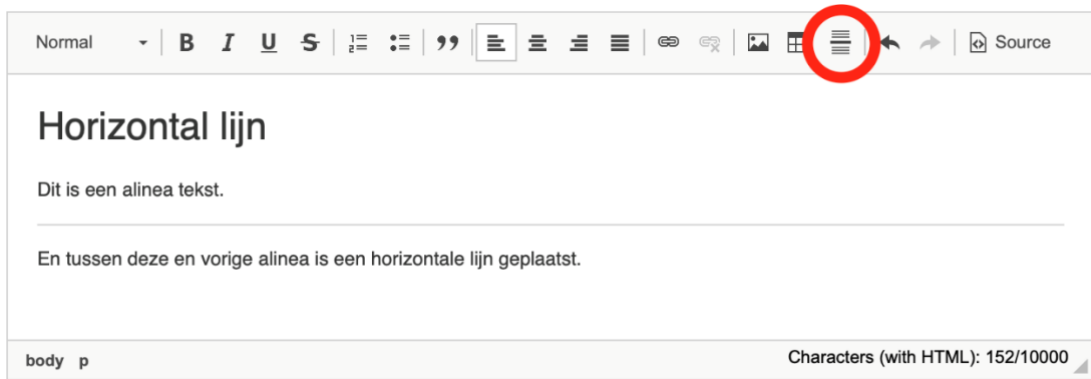 Normal B I U S Source
Horizontal lijn
Dit is een alinea tekst.
En tussen deze en vorige alinea is een horizontale lijn geplaatst.
body p Characters (with HTML): 152/10000